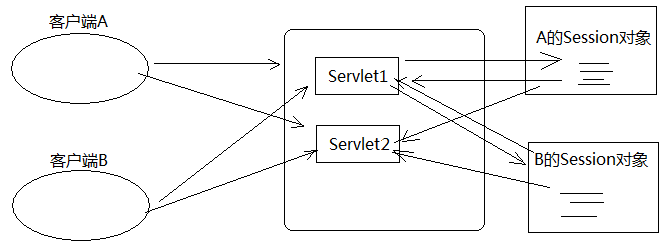 客户端A
A的Session对象
Servlet1
Servlet2
客户端B
B的Session对象